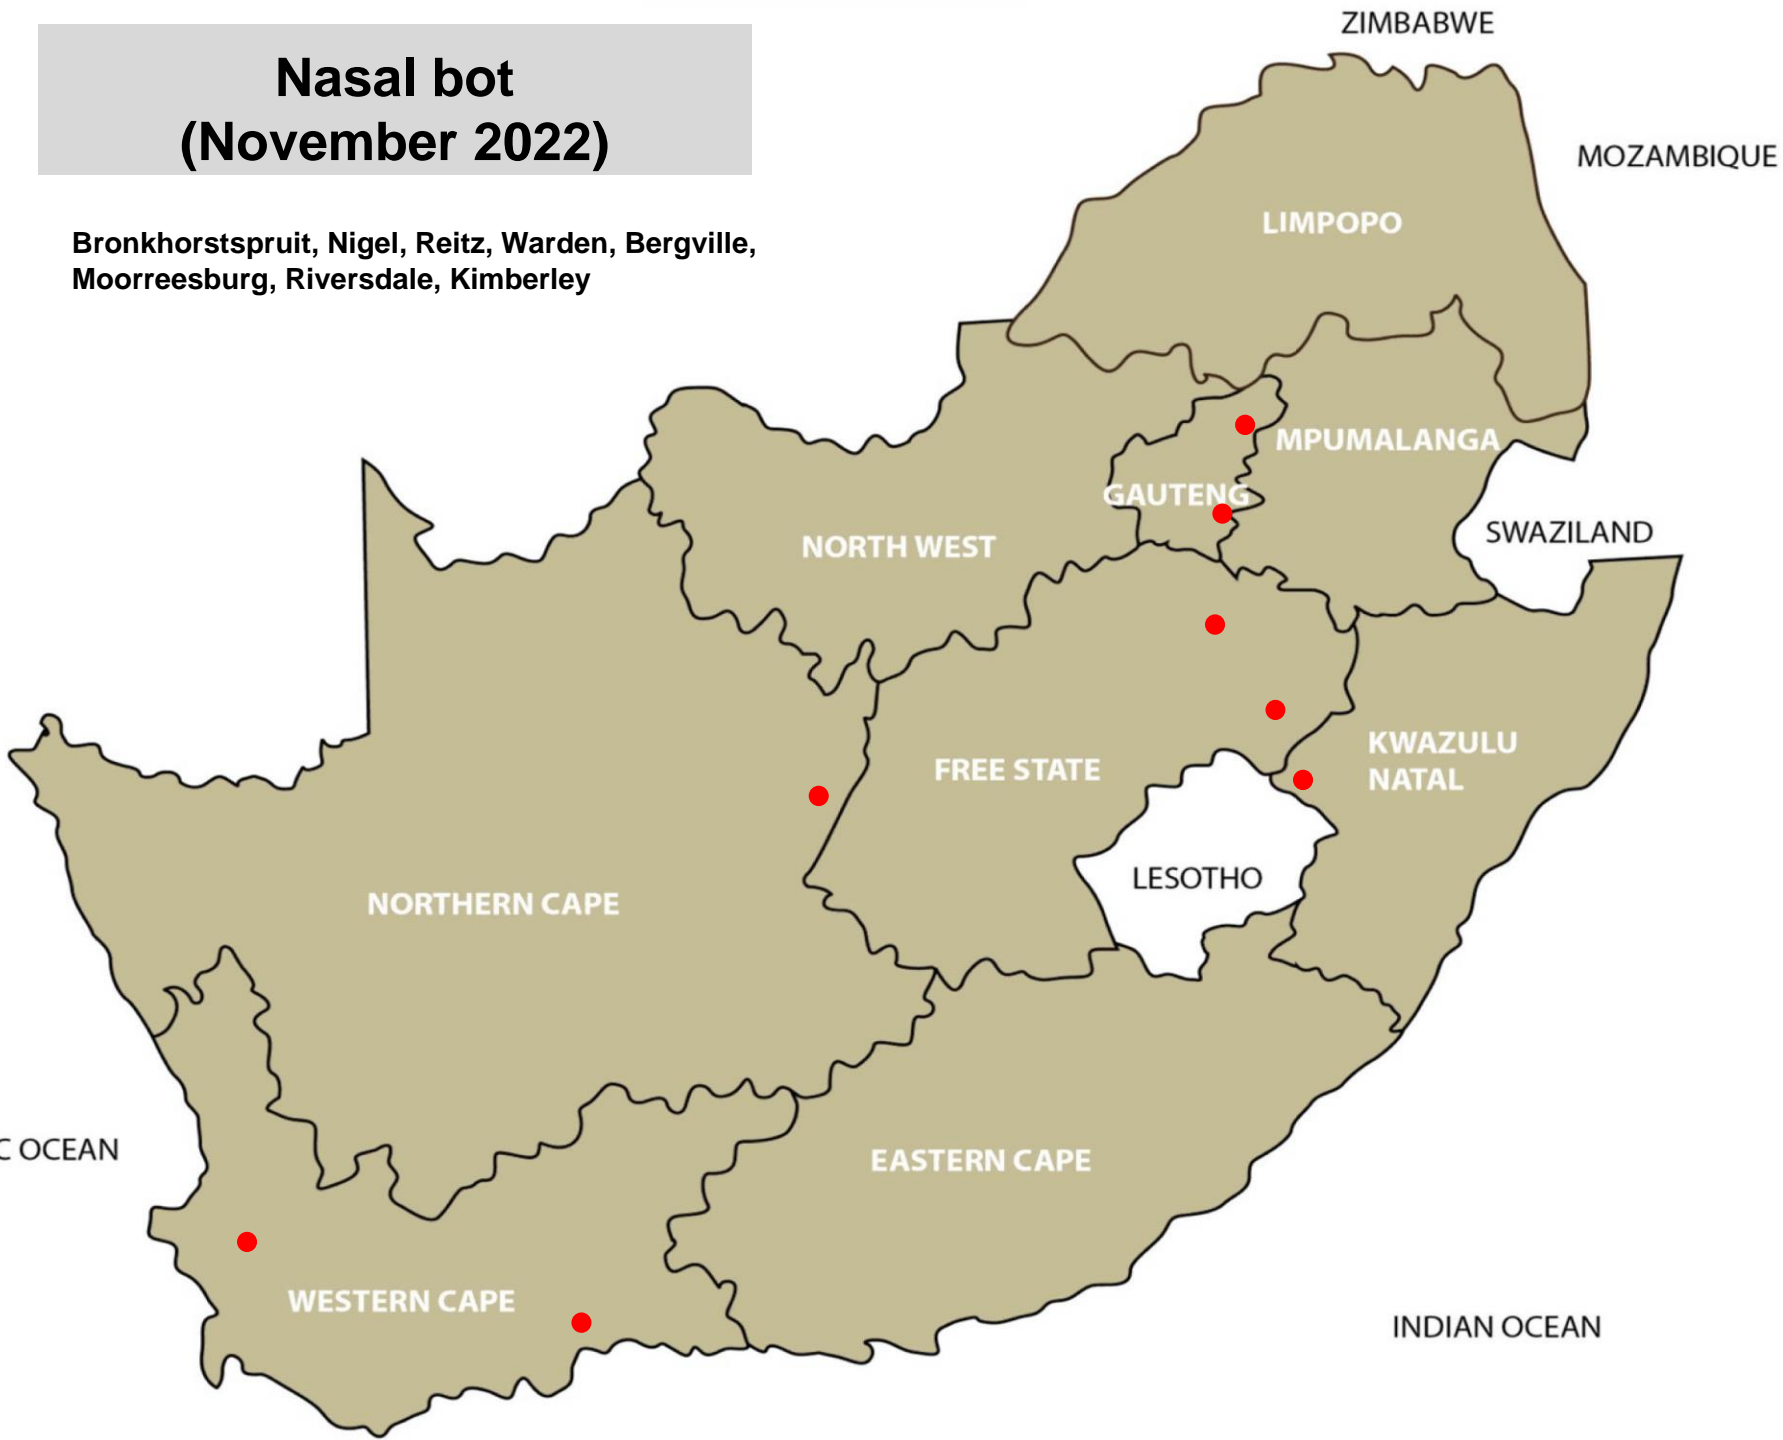 Nasal bot
(November 2022)
Bronkhorstspruit, Nigel, Reitz, Warden, Bergville,
Moorreesburg, Riversdale, Kimberley
ZIMBABWE
MOZAMBIQUE
LIMPOPO
MPUMALANGA
GAUTENG
SWAZILAND
NORTH WEST
KWAZULU
NATAL
FREE STATE
LESOTHO
NORTHERN CAPE
C OCEAN
EASTERN CAPE
WESTERN CAPE
INDIAN OCEAN